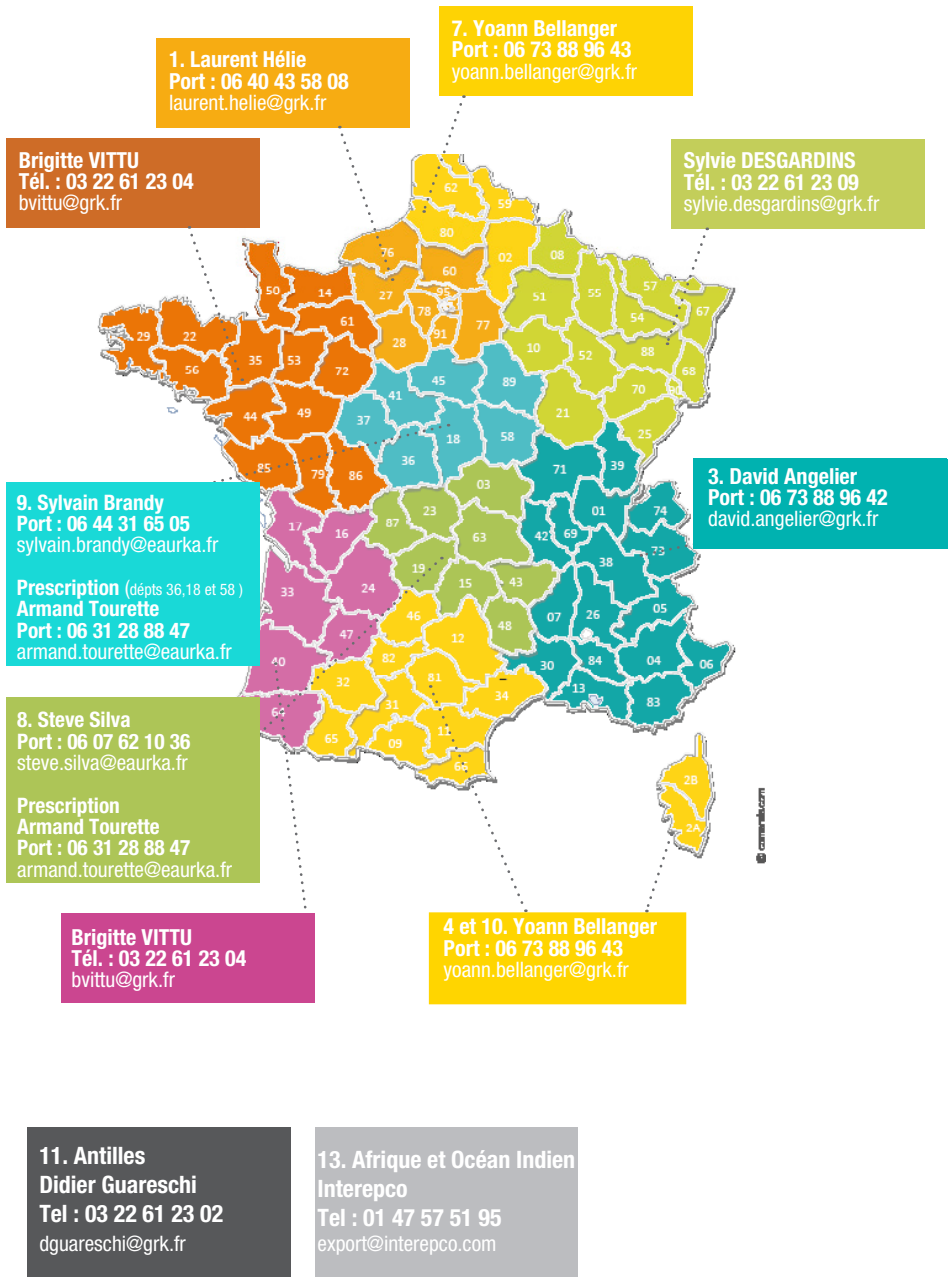 7. Yoann Bellanger
Port : 06 73 88 96 43
yoann.bellanger@grk.fr
1. Laurent Hélie
Port : 06 40 43 58 08
laurent.helie@grk.fr
Brigitte VITTU
Tél. : 03 22 61 23 04
bvittu@grk.fr
Sylvie DESGARDINS
Tél. : 03 22 61 23 09
sylvie.desgardins@grk.fr
62
59
80
02
76
60
95
27
78
77
28
91
08
51
55
57
54
67
10
52
88
68
70
21
25
50
14
61
29
22
56
35
53
72
44
49
85
79
86
45
41
89
37
18
58
36
3. David Angelier
Port : 06 73 88 96 42
david.angelier@grk.fr
71
39
01
74
42
69
73
38
07
26
05
30
84
04
06
13
83
9. Sylvain Brandy
Port : 06 44 31 65 05
sylvain.brandy@eaurka.fr
Prescription (dépts 36,18 et 58 )
Armand Tourette
Port : 06 31 28 88 47
armand.tourette@eaurka.fr
03
23
87
63
19
15
43
48
17
16
33
24
47
40
64
46
12
82
32
81
34
31
11
65
09
66
2B
2A
8. Steve Silva
Port : 06 07 62 10 36
steve.silva@eaurka.fr
Prescription
Armand Tourette
Port : 06 31 28 88 47
armand.tourette@eaurka.fr
Brigitte VITTU
Tél. : 03 22 61 23 04
bvittu@grk.fr
4 et 10. Yoann Bellanger
Port : 06 73 88 96 43
yoann.bellanger@grk.fr
11. Antilles
Didier Guareschi
Tel : 03 22 61 23 02
dguareschi@grk.fr
13. Afrique et Océan Indien
Interepco
Tel : 01 47 57 51 95
export@interepco.com